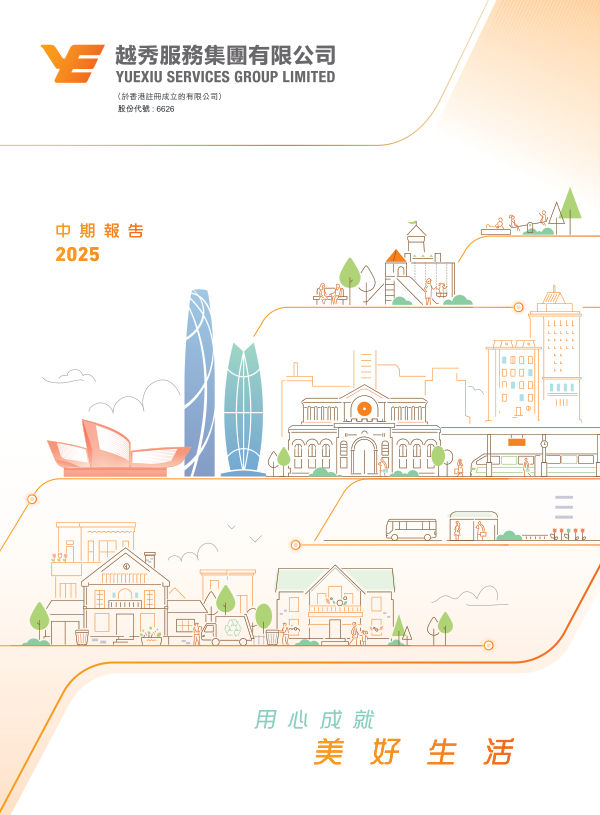 越秀服務集團有限公司
YUEXIU SERVICES GROUP LIMITED
（於香港註冊成立的有限公司）
股份代號 : 6626
中期報告
2025
用心成就
美好生活